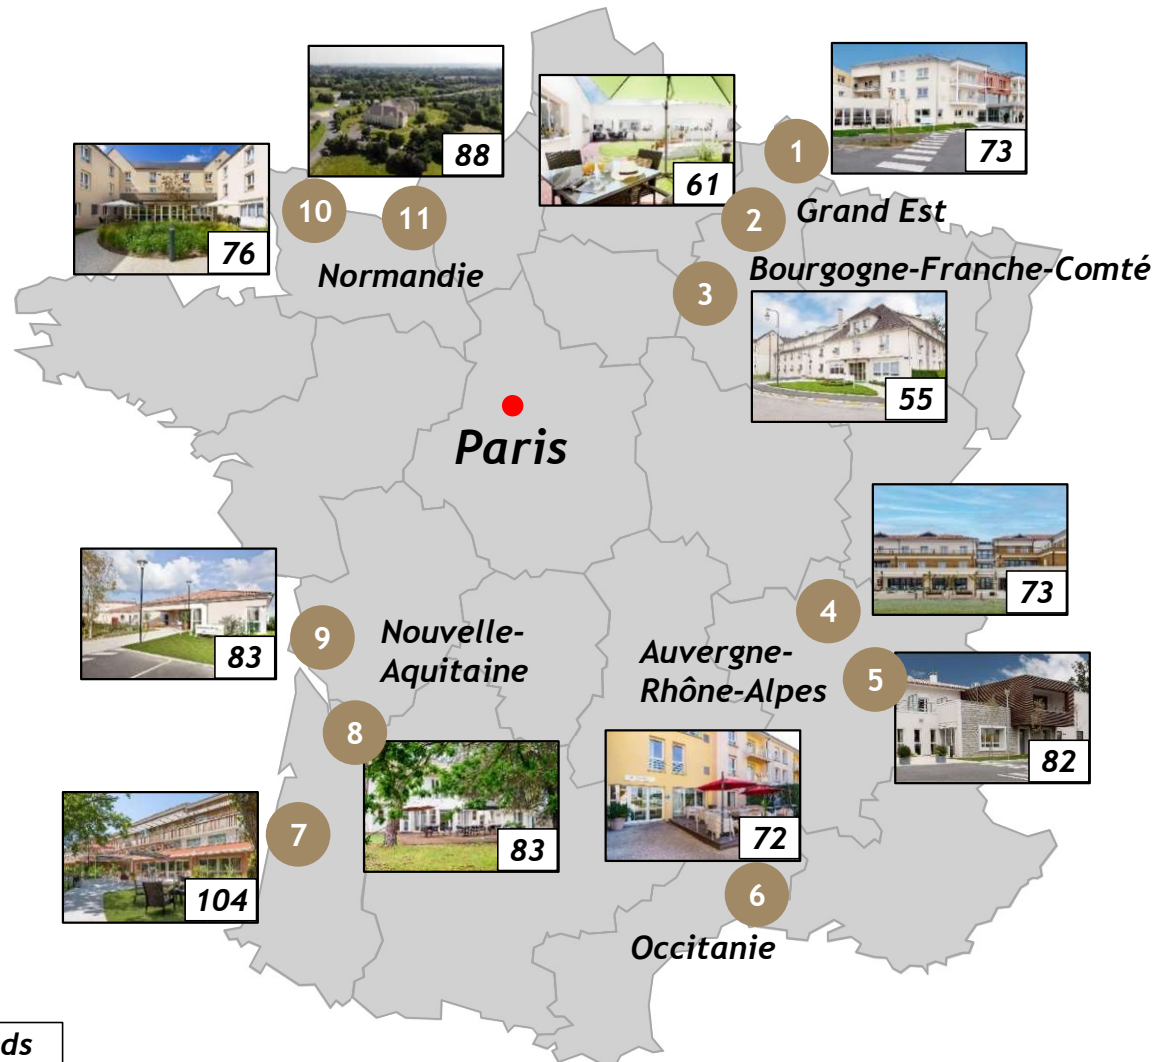 88
73
1
61
76
10
11
2
Grand Est
Normandie
Bourgogne-Franche-Comté
3
55
Paris
73
4
83
9
Nouvelle-
Aquitaine
Auvergne-
Rhône-Alpes
5
82
8
83
72
7
104
6
Occitanie
ds